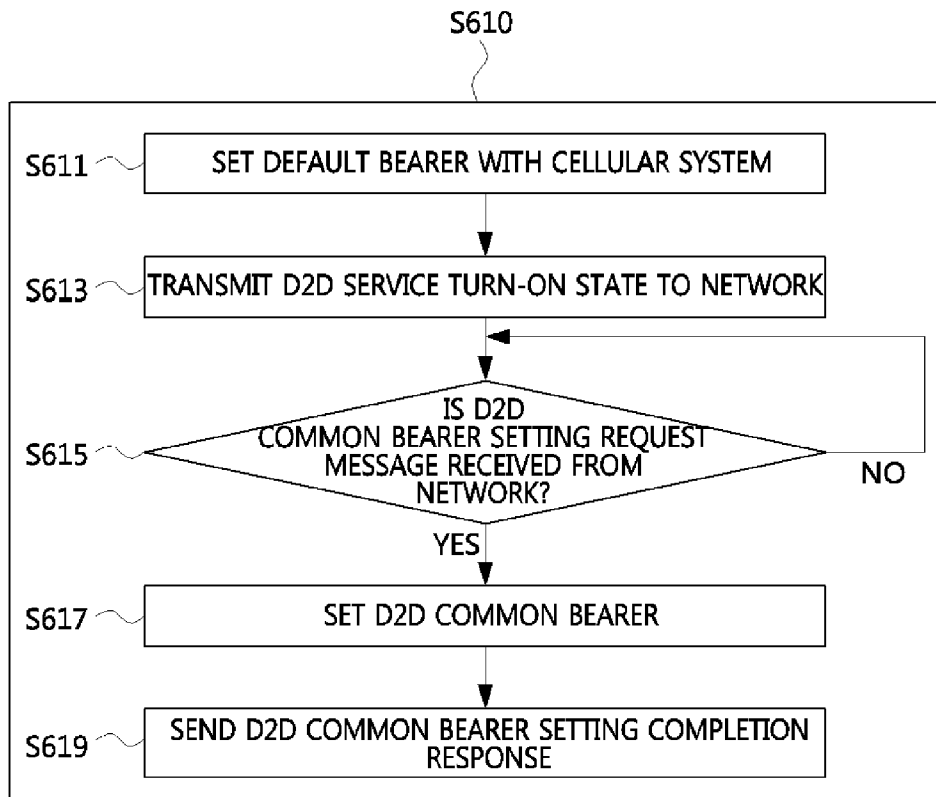 S610
S611
SET DEFAULT BEARER WITH CELLULAR SYSTEM
S613
TRANSMIT D2D SERVICE TURN-ON STATE TO NETWORK
S615
IS D2D
COMMON BEARER SETTING REQUEST
MESSAGE RECEIVED FROM
NETWORK?
NO
YES
S617
SET D2D COMMON BEARER
S619
SEND D2D COMMON BEARER SETTING COMPLETION
RESPONSE